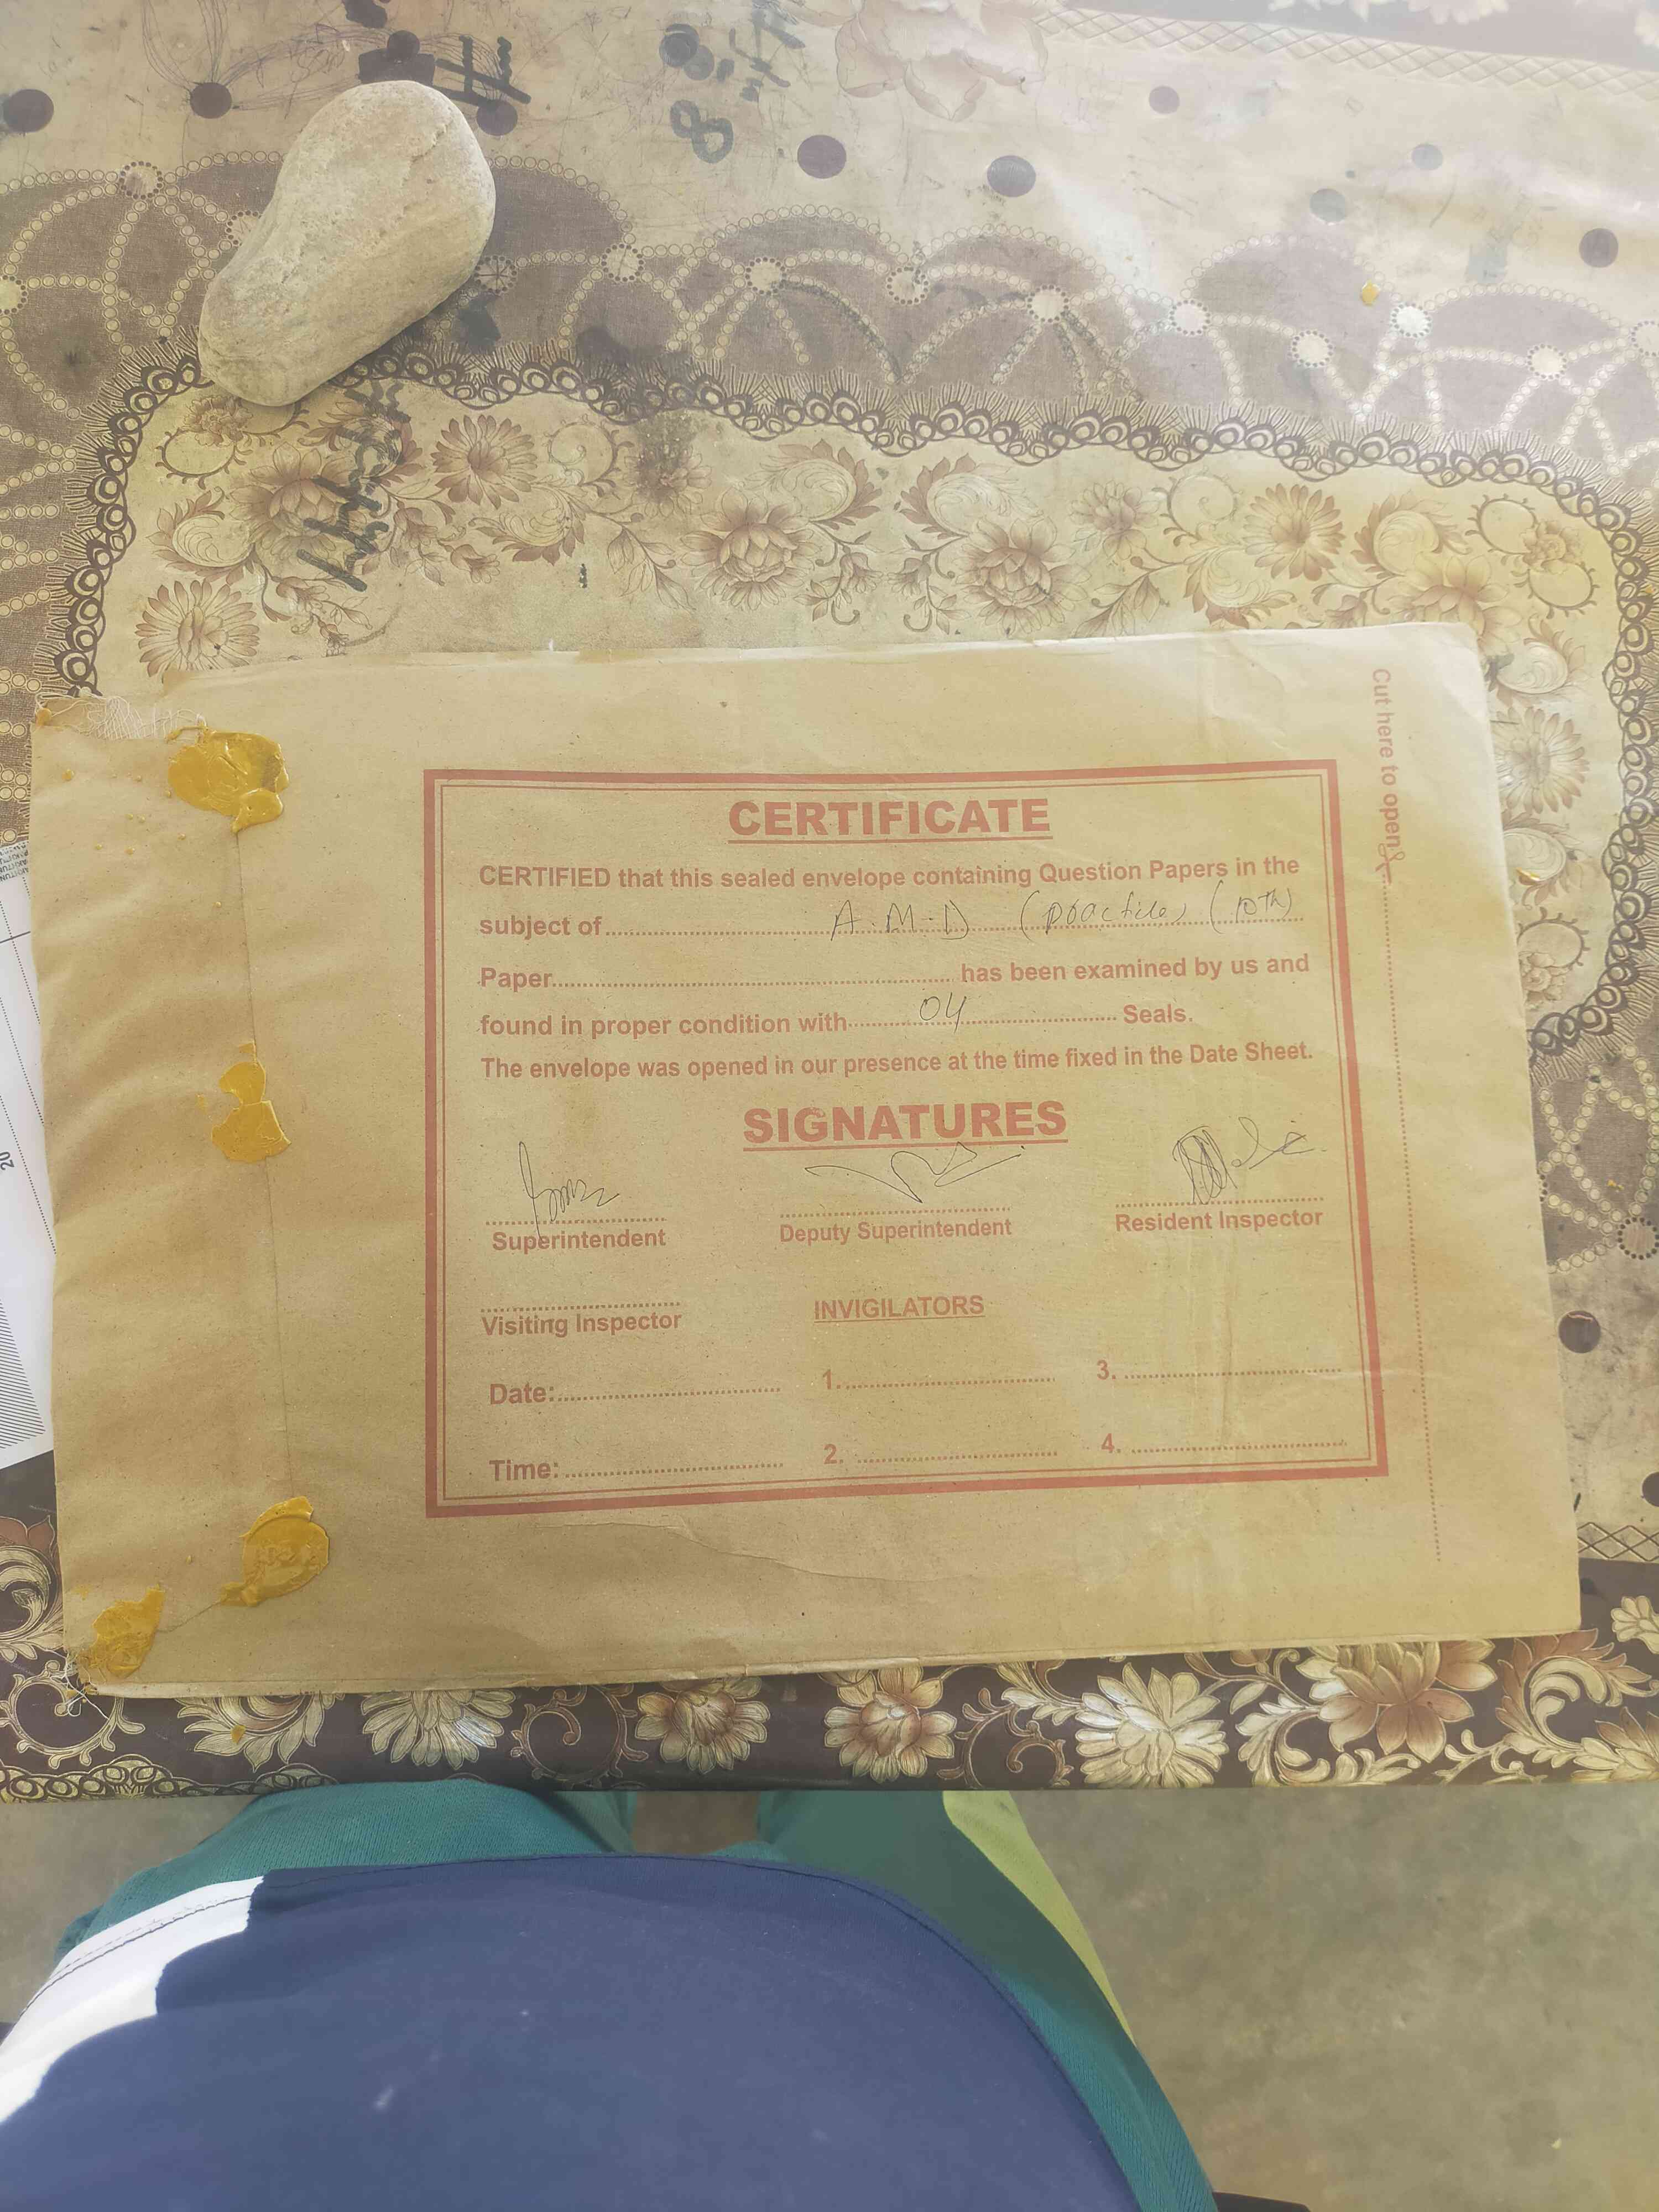 Cut here to open
CERTIFICATE
CERTIFIED that this sealed envelope containing Question Papers in the
subject of A.M.D (practical) (10th)
Paper has been examined by us and
found in proper condition with 04 Seals.
The envelope was opened in our presence at the time fixed in the Date Sheet.
SIGNATURES
Superintendent Deputy Superintendent Resident Inspector
Visiting Inspector INVIGILATORS
Date: 1. 3.
Time: 2. 4.
20